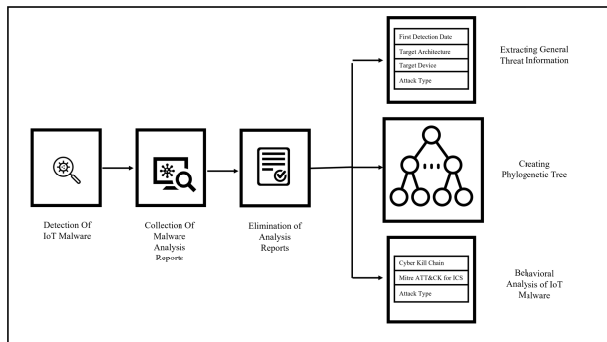 First Detection Date
Target Architecture
Target Device
Attack Type
Extracting General
Threat Information
Creating
Phylogenetic Tree
Detection Of
IoT Malware
Collection Of
Malware
Analysis
Reports
Elimination of
Analysis
Reports
Cyber Kill Chain
Mitre ATT&CK for ICS
Attack Type
Behavioral
Analysis of IoT
Malware